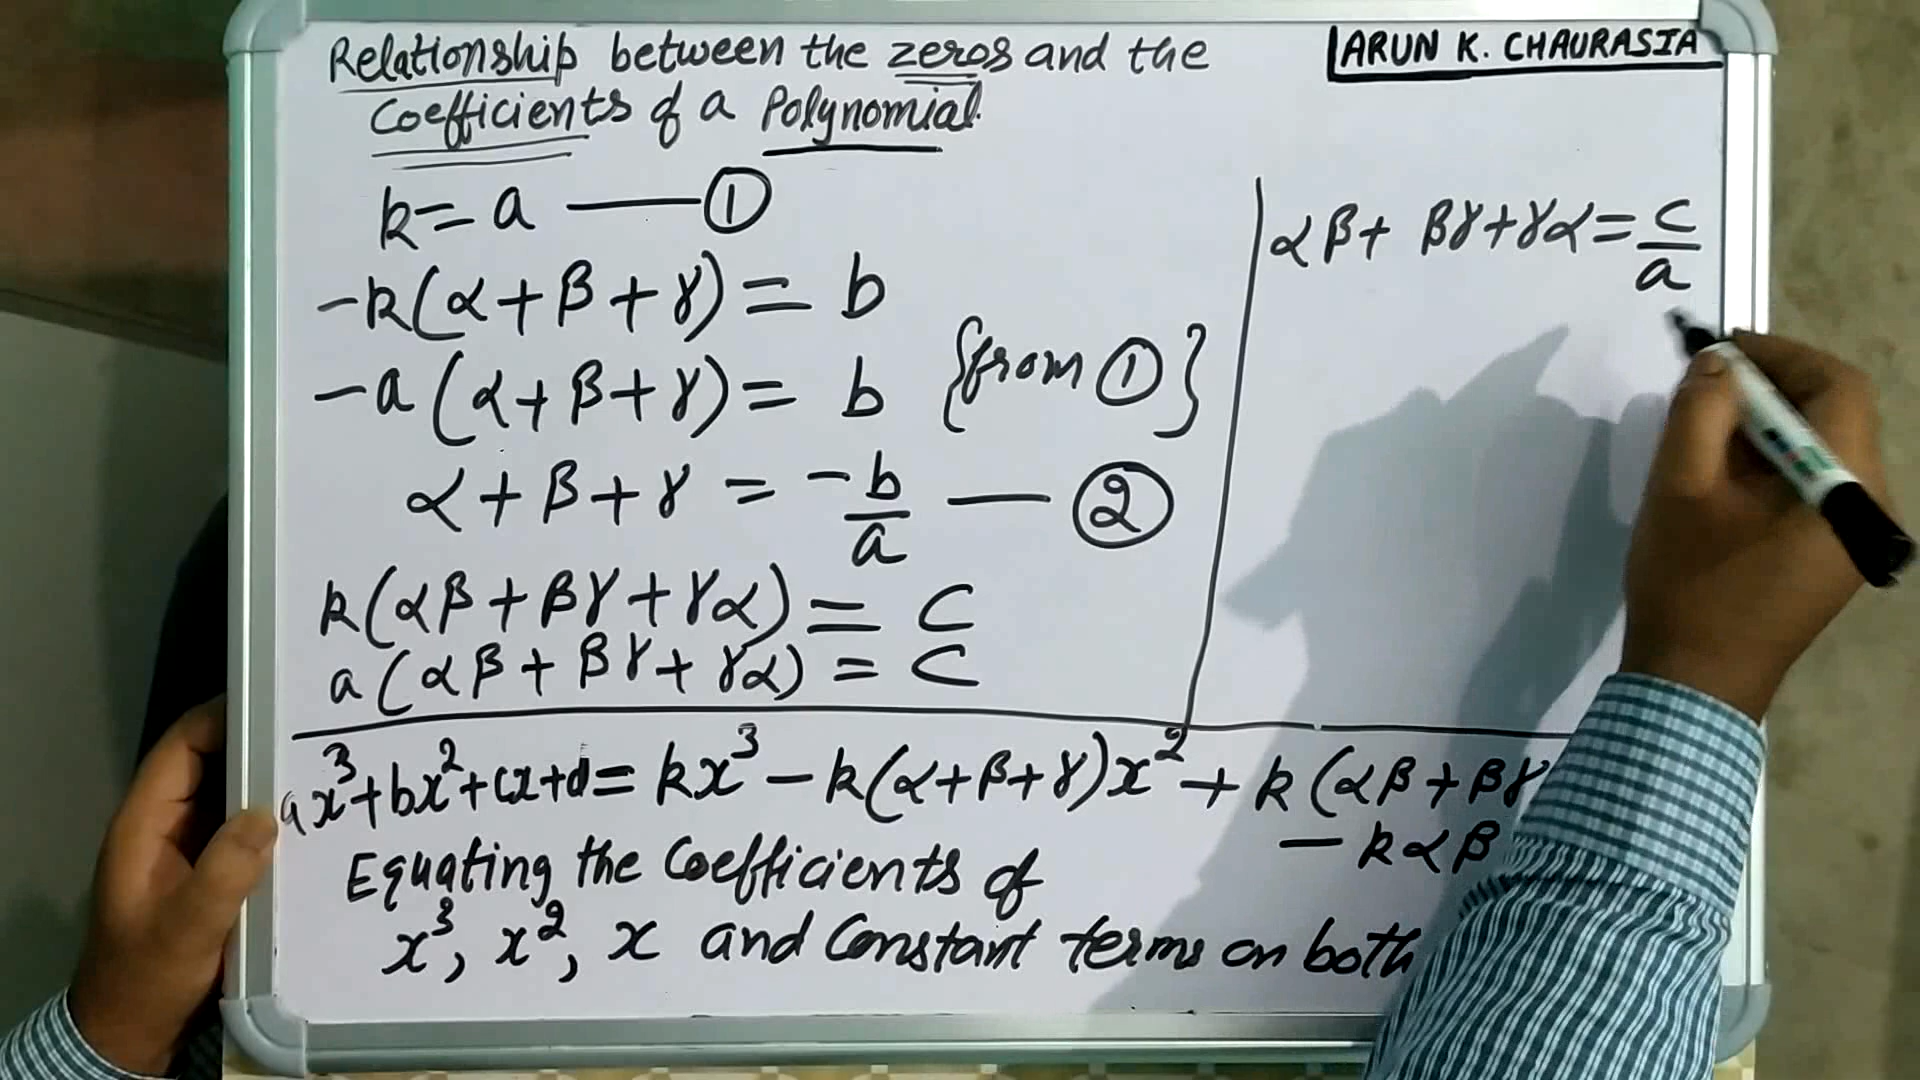 Relationship between the zeros and the
Coefficients of a Polynomial.
ARUN K. CHAURASIA
k = a —— ①
-k(α+β+γ) = b
-a(α+β+γ) = b {from ①}
α+β+γ = -b/a —— ②
k(αβ+βγ+γα) = C
a(αβ+βγ+γα) = C
αβ+βγ+γα = c/a
ax³+bx²+cx+d = kx³-k(α+β+γ)x²+k(αβ+βγ
-kαβ
Equating the Coefficients of
x³, x², x and Constant terms on both